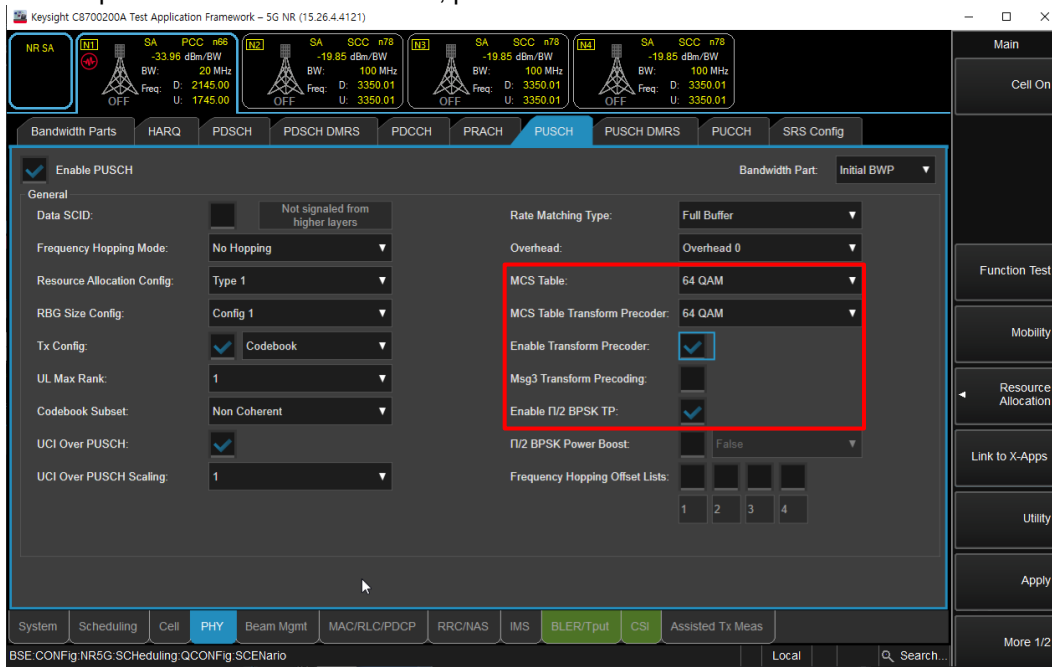 Keysight C8700200A Test Application Framework – 5G NR (15.26.4.4121)
Main
NR SA
N1 SA PCC n66
-33.96 dBm/BW
BW: 20 MHz
Freq: D: 2145.00
U: 1745.00
OFF
N2 SA SCC n78
-19.85 dBm/BW
BW: 100 MHz
Freq: D: 3350.01
U: 3350.01
OFF
N3 SA SCC n78
-19.85 dBm/BW
BW: 100 MHz
Freq: D: 3350.01
U: 3350.01
OFF
N4 SA SCC n78
-19.85 dBm/BW
BW: 100 MHz
Freq: D: 3350.01
U: 3350.01
OFF
Cell On
Bandwidth Parts HARQ PDSCH PDSCH DMRS PDCCH PRACH PUSCH PUSCH DMRS PUCCH SRS Config
Enable PUSCH Bandwidth Part: Initial BWP
General
Data SCID: Not signaled from higher layers Rate Matching Type: Full Buffer
Frequency Hopping Mode: No Hopping Overhead: Overhead 0
Resource Allocation Config: Type 1 MCS Table: 64 QAM
RBG Size Config: Config 1 MCS Table Transform Precoder: 64 QAM
Tx Config: Codebook Enable Transform Precoder:
UL Max Rank: 1 Msg3 Transform Precoding:
Codebook Subset: Non Coherent Enable Π/2 BPSK TP:
UCI Over PUSCH: Π/2 BPSK Power Boost: False
UCI Over PUSCH Scaling: 1 Frequency Hopping Offset Lists:
1 2 3 4
Function Test
Mobility
Resource
Allocation
Link to X-Apps
Utility
Apply
More 1/2
System Scheduling Cell PHY Beam Mgmt MAC/RLC/PDCP RRC/NAS IMS BLER/Tput CSI Assisted Tx Meas
BSE:CONFig:NR5G:SCHeduling:QCONFig:SCENario Local Search...